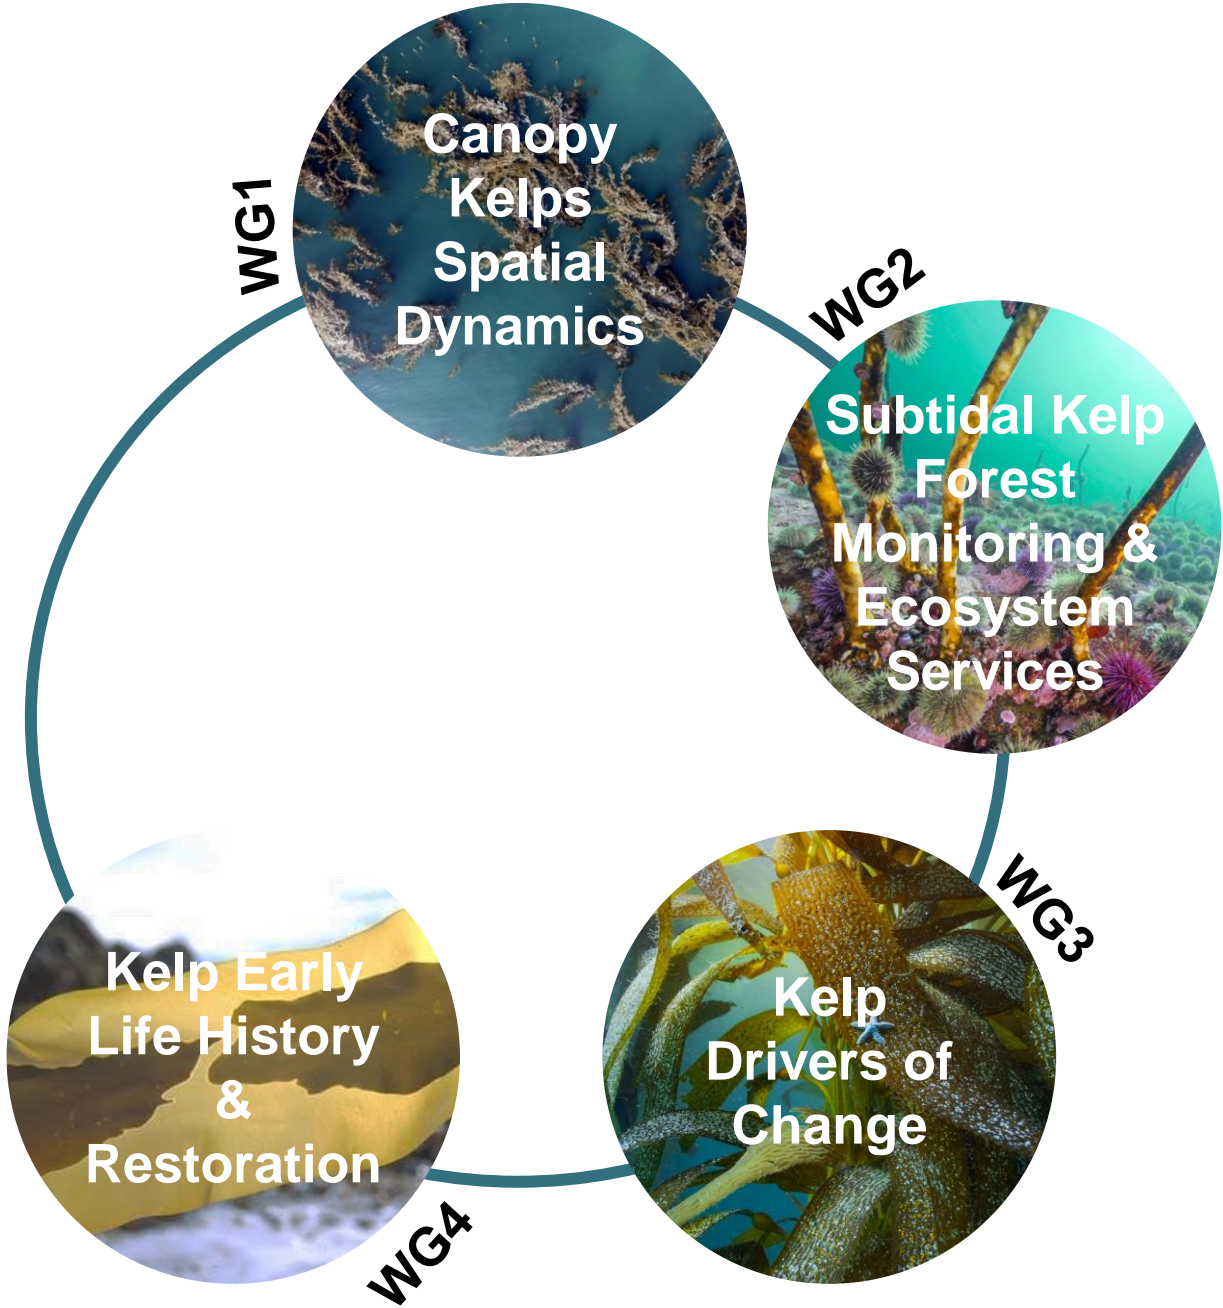 WG1
Canopy
Kelps
Spatial
Dynamics
WG2
Subtidal Kelp
Forest
Monitoring &
Ecosystem
Services
WG3
Kelp
Drivers of
Change
WG4
Kelp Early
Life History
&
Restoration